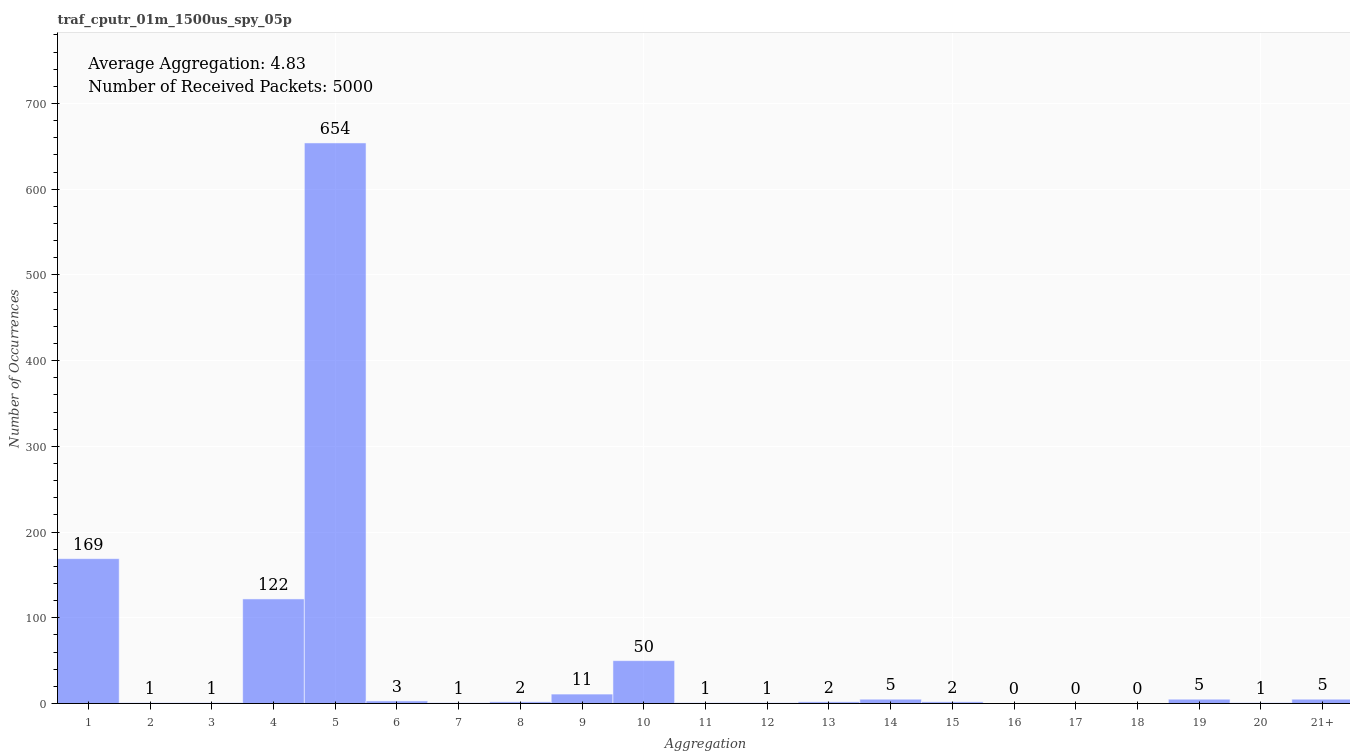 traf_cputr_01m_1500us_spy_05p
Average Aggregation: 4.83
Number of Received Packets: 5000
700
654
600
500
400
Number of Occurrences
300
200
169
122
100
50
1 1 3 1 2 11 1 1 2 5 2 0 0 0 5 1 5
0
1 2 3 4 5 6 7 8 9 10 11 12 13 14 15 16 17 18 19 20 21+
Aggregation